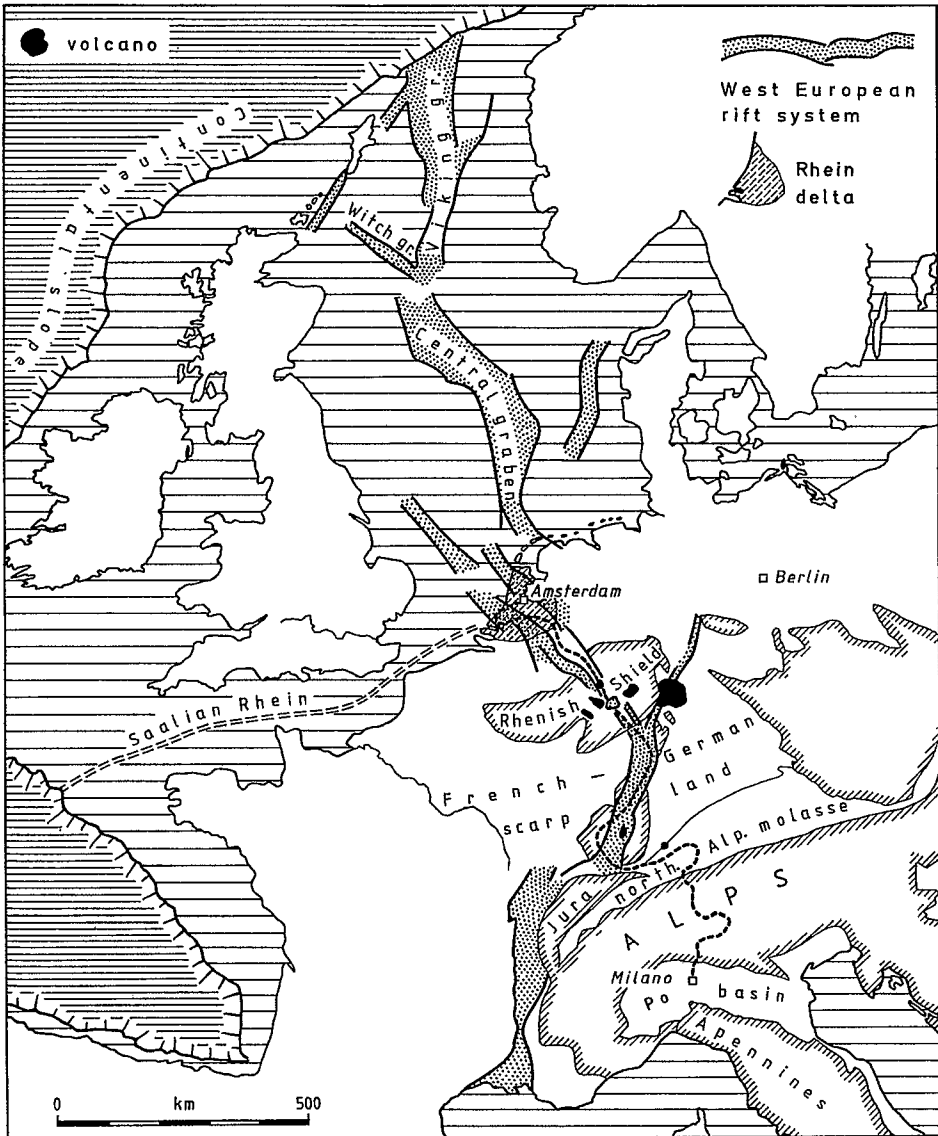 volcano
West European
rift system
Rhein
delta
Continental slope
Viking gr.
Witch gr.
Central graben
Amsterdam
Berlin
Saalian Rhein
Rhenish Shield
French – German
scarp land
Jura
north. Alp. molasse
ALPS
Milano
Po basin
Apennines
0 km 500